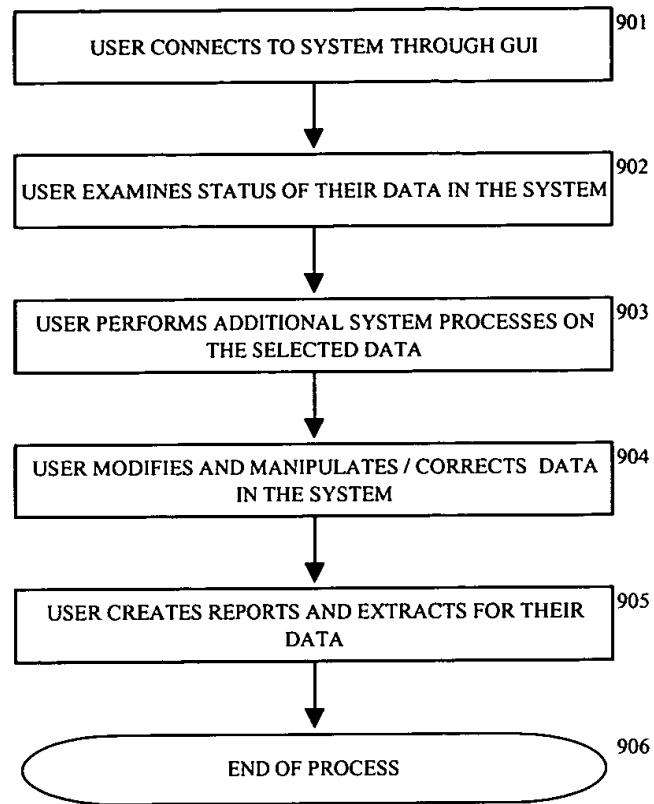 901
USER CONNECTS TO SYSTEM THROUGH GUI
902
USER EXAMINES STATUS OF THEIR DATA IN THE SYSTEM
903
USER PERFORMS ADDITIONAL SYSTEM PROCESSES ON
THE SELECTED DATA
904
USER MODIFIES AND MANIPULATES / CORRECTS DATA
IN THE SYSTEM
905
USER CREATES REPORTS AND EXTRACTS FOR THEIR
DATA
906
END OF PROCESS